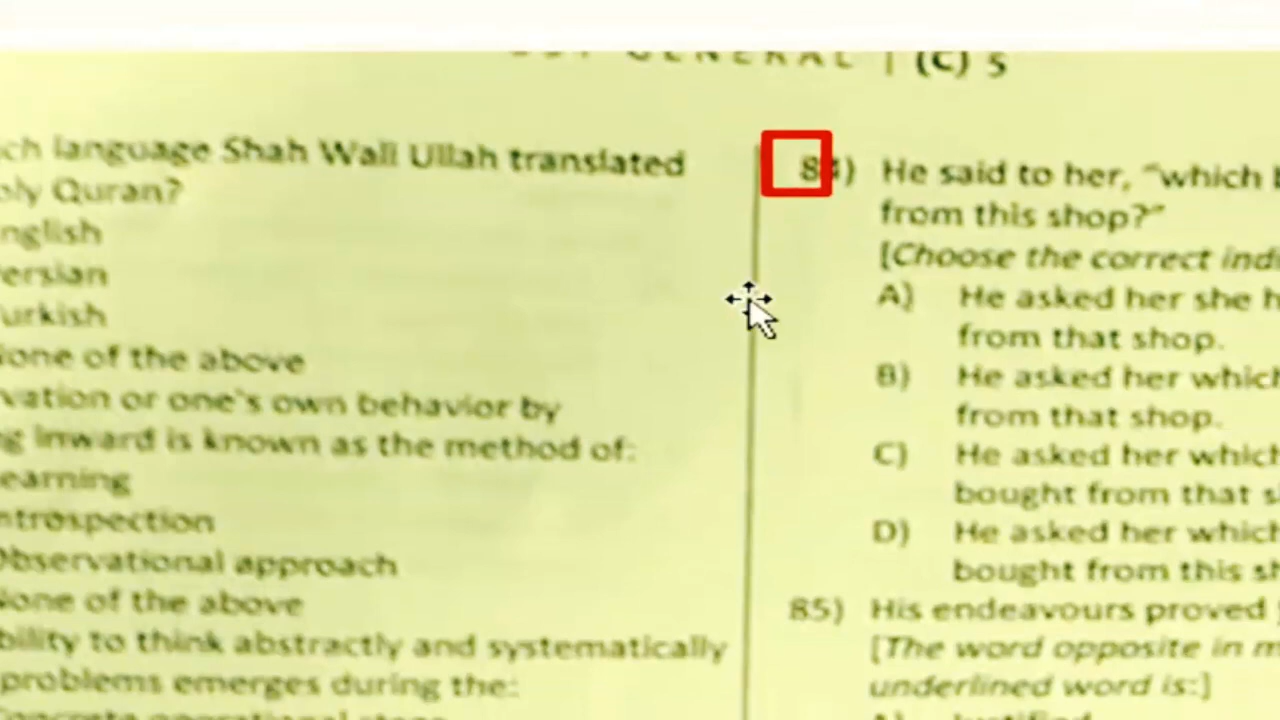 GENERAL | (C) 5
ch language Shah Wali Ullah translated
oly Quran?
nglish
ersian
urkish
one of the above
vation or one's own behavior by
ng inward is known as the method of:
earning
ntrospection
Observational approach
None of the above
bility to think abstractly and systematically
problems emerges during the:
84) He said to her, "which b
from this shop?"
[Choose the correct indi
A) He asked her she h
from that shop.
B) He asked her which
from that shop.
C) He asked her which
bought from that s
D) He asked her which
bought from this sh
85) His endeavours proved
[The word opposite in m
underlined word is:]